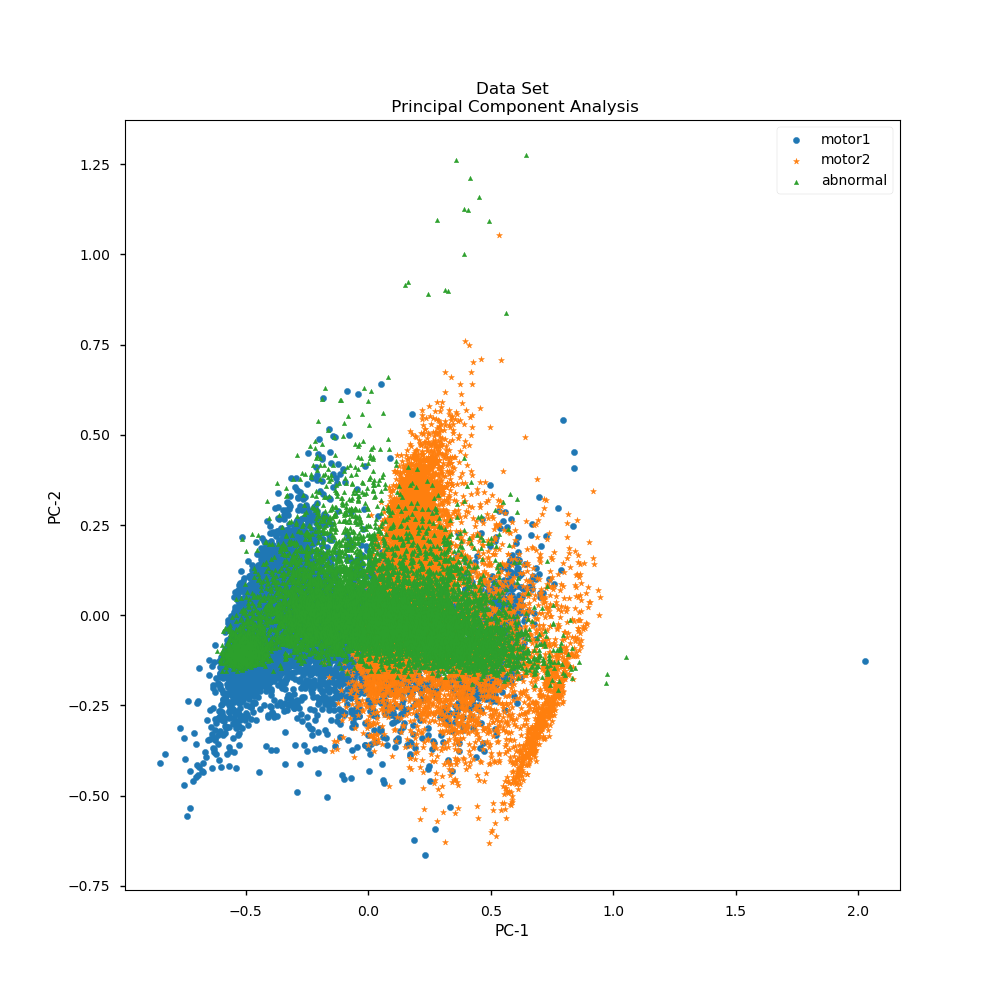 Data Set
Principal Component Analysis
motor1
motor2
abnormal
1.25
1.00
0.75
0.50
0.25
0.00
−0.25
−0.50
−0.75
PC-2
−0.5
0.0
0.5
1.0
1.5
2.0
PC-1